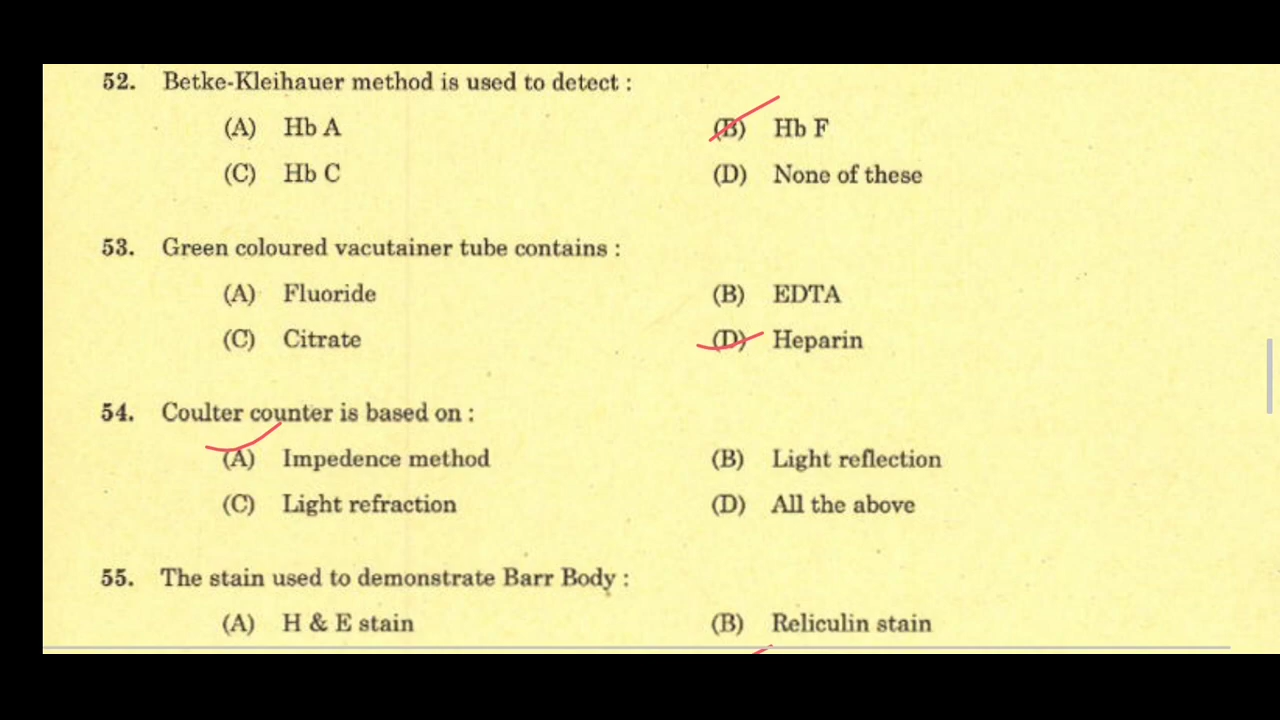 52. Betke-Kleihauer method is used to detect :
(A) Hb A (B) Hb F
(C) Hb C (D) None of these
53. Green coloured vacutainer tube contains :
(A) Fluoride (B) EDTA
(C) Citrate (D) Heparin
54. Coulter counter is based on :
(A) Impedence method (B) Light reflection
(C) Light refraction (D) All the above
55. The stain used to demonstrate Barr Body :
(A) H & E stain (B) Reliculin stain